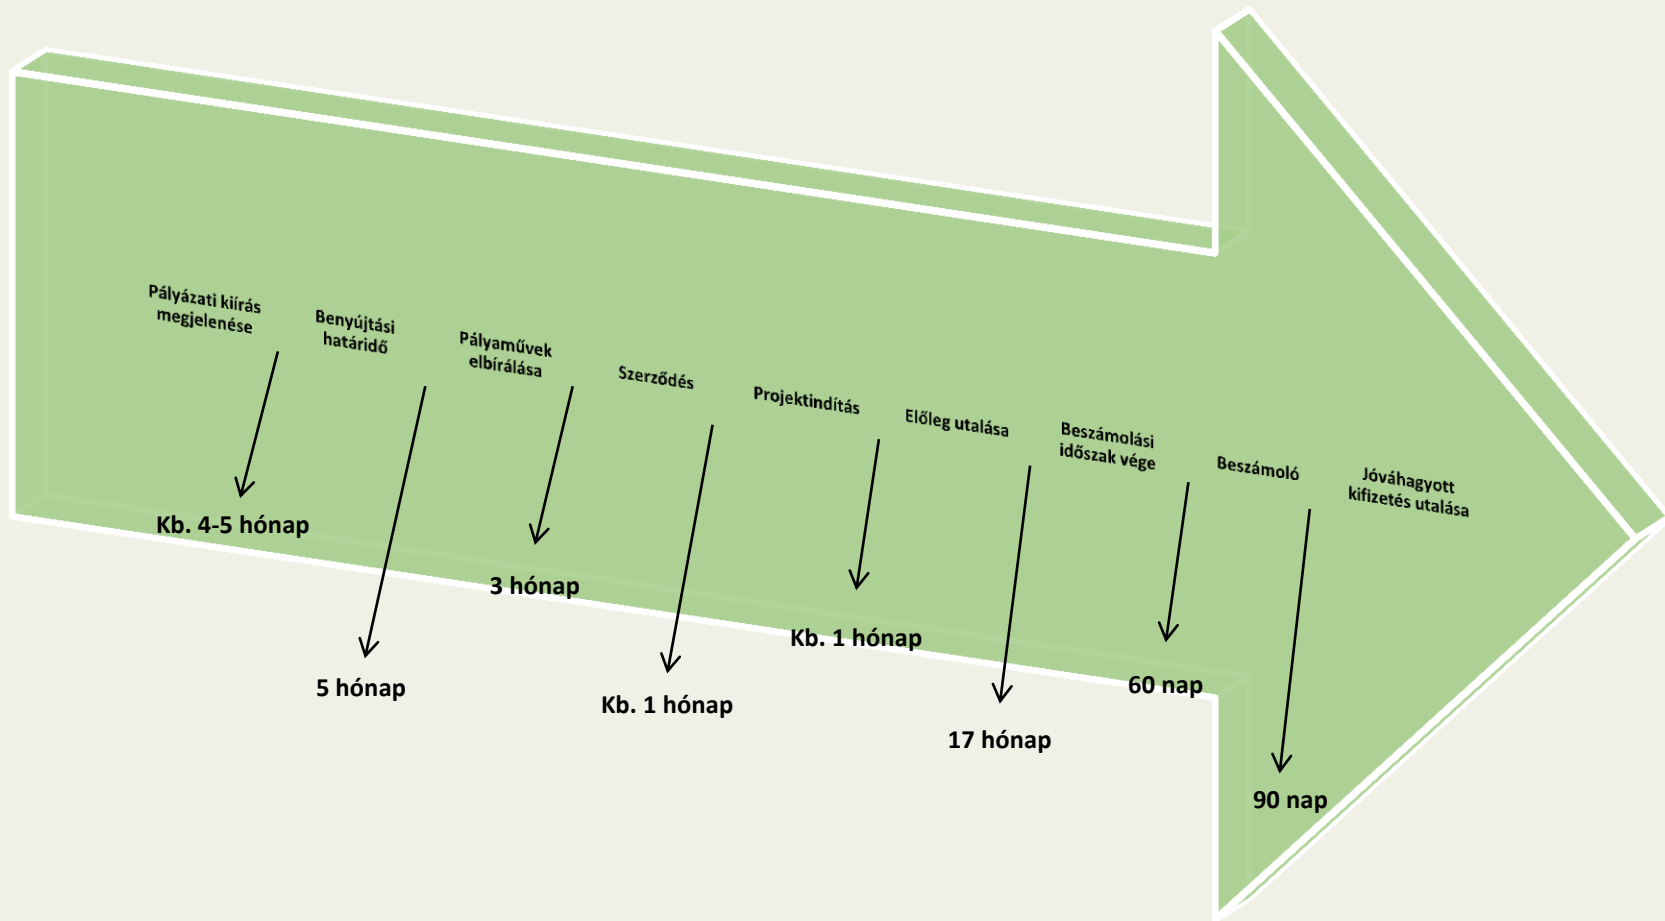 Pályázati kiírás
megjelenése
Benyújtási
határidő
Pályaművek
elbírálása
Szerződés
Projektindítás
Előleg utalása
Beszámolási
időszak vége
Beszámoló
Jóváhagyott
kifizetés utalása
Kb. 4-5 hónap
5 hónap
3 hónap
Kb. 1 hónap
Kb. 1 hónap
17 hónap
60 nap
90 nap